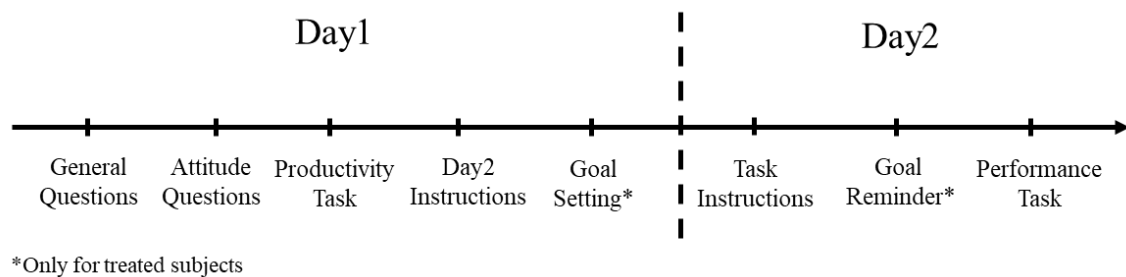 Day1
Day2
General
Questions
Attitude
Questions
Productivity
Task
Day2
Instructions
Goal
Setting*
Task
Instructions
Goal
Reminder*
Performance
Task
*Only for treated subjects